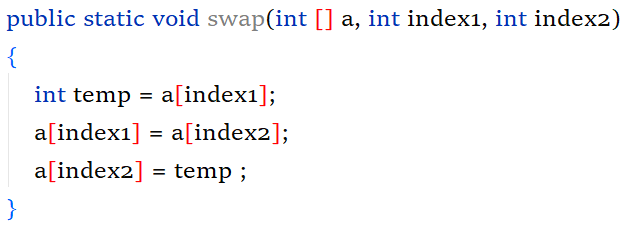 public static void swap(int [] a, int index1, int index2)
{
int temp = a[index1];
a[index1] = a[index2];
a[index2] = temp ;
}